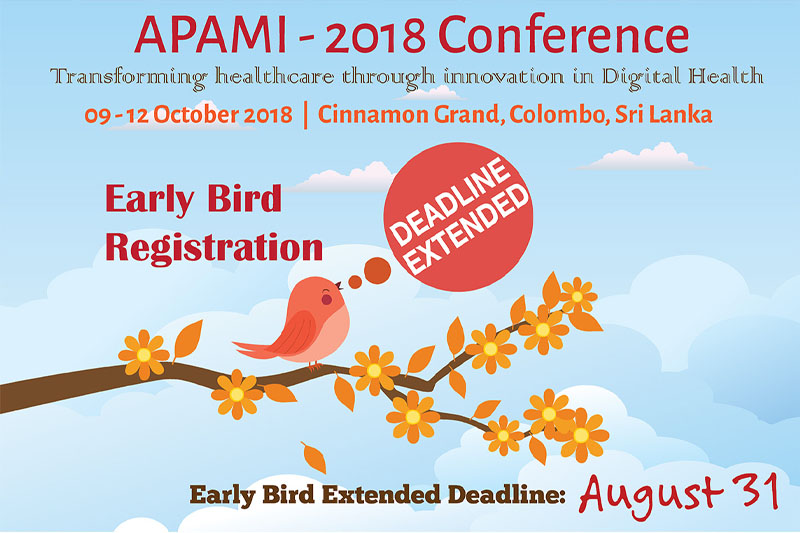 APAMI - 2018 Conference
Transforming healthcare through innovation in Digital Health
09 - 12 October 2018 | Cinnamon Grand, Colombo, Sri Lanka
Early Bird
Registration
DEADLINE
EXTENDED
Early Bird Extended Deadline: August 31